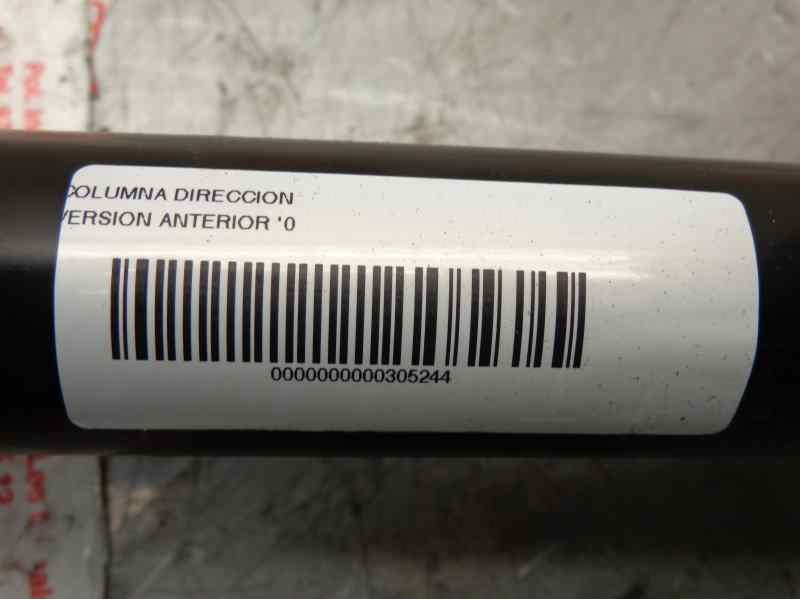 COLUMNA DIRECCION
VERSION ANTERIOR '0
0000000000305244